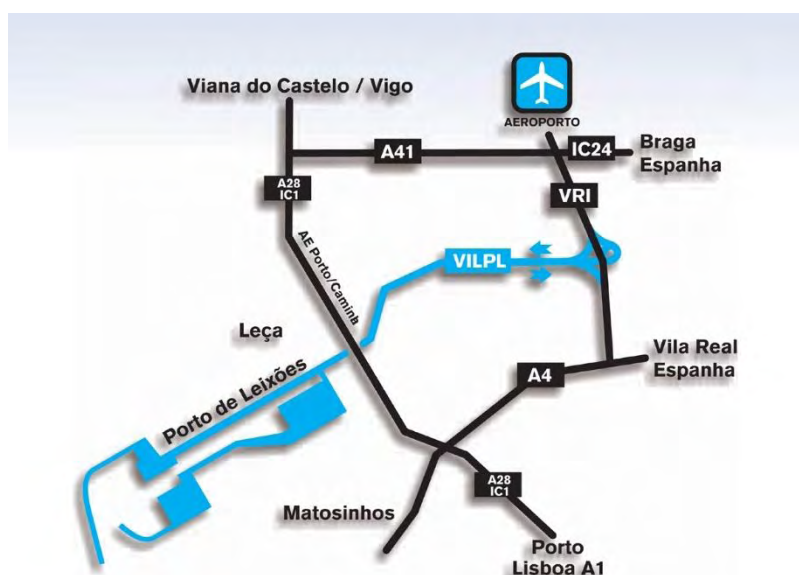 Viana do Castelo / Vigo
AEROPORTO
A41
IC24
Braga
Espanha
A28
IC1
VRI
AE Porto/Caminh
VILPL
Leça
Porto de Leixões
Vila Real
Espanha
A4
A28
IC1
Matosinhos
Porto
Lisboa A1